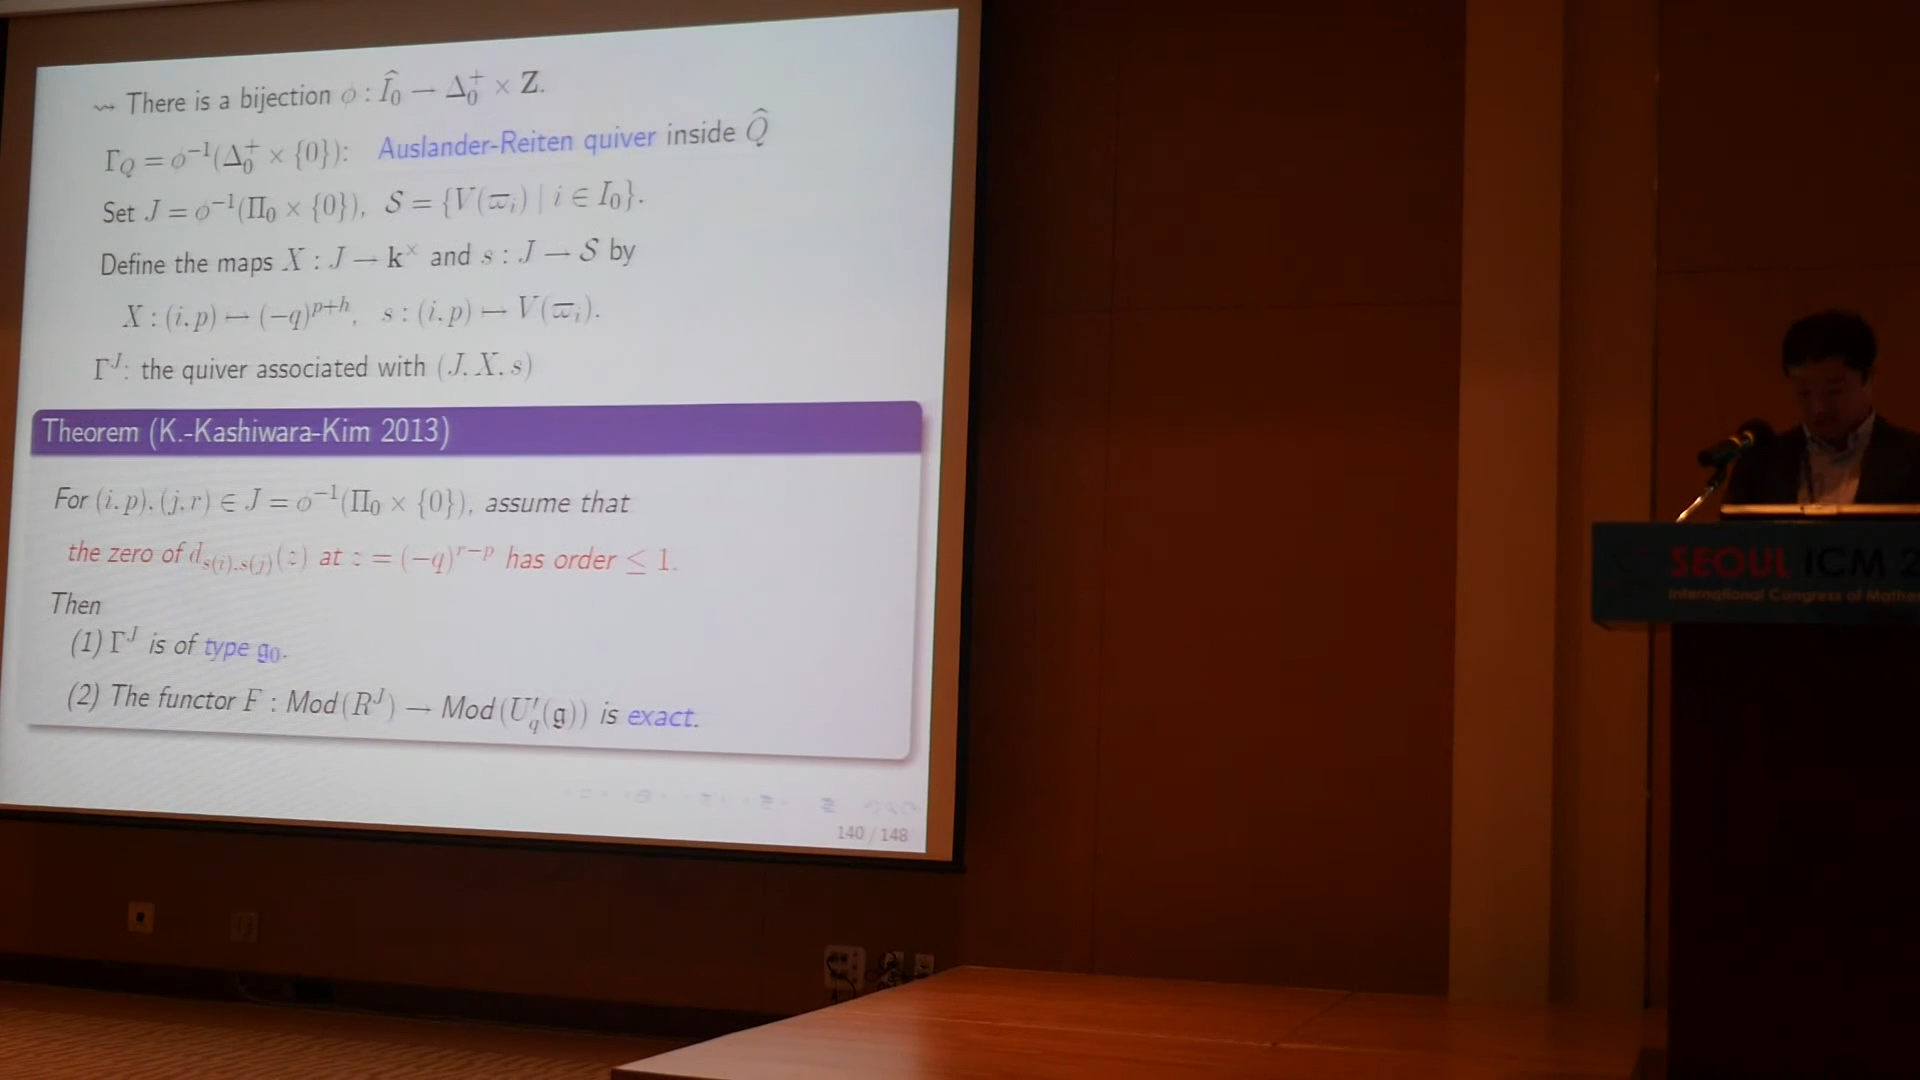 ⇝ There is a bijection ϕ : Î₀ → Δ₀⁺ × Z.
Γ_Q = ϕ⁻¹(Δ₀⁺ × {0}): Auslander-Reiten quiver inside Q̂
Set J = ϕ⁻¹(Π₀ × {0}), S = {V(ϖᵢ) | i ∈ I₀}.
Define the maps X : J → k^× and s : J → S by
X : (i,p) ↦ (−q)^{p+h}, s : (i,p) ↦ V(ϖᵢ).
Γ^J: the quiver associated with (J, X, s)
Theorem (K.-Kashiwara-Kim 2013)
For (i,p), (j,r) ∈ J = ϕ⁻¹(Π₀ × {0}), assume that
the zero of d_{s(i),s(j)}(z) at z = (−q)^{r−p} has order ≤ 1.
Then
(1) Γ^J is of type 𝔤₀.
(2) The functor F : Mod(R^J) → Mod(U′_q(𝔤)) is exact.
140 / 148
SEOUL ICM 2
International Congress of Mathe